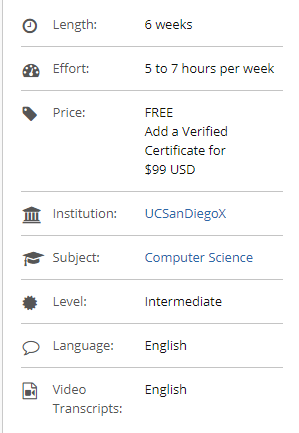 Length: 6 weeks
Effort: 5 to 7 hours per week
Price: FREE
Add a Verified
Certificate for
$99 USD
Institution: UCSanDiegoX
Subject: Computer Science
Level: Intermediate
Language: English
Video English
Transcripts: